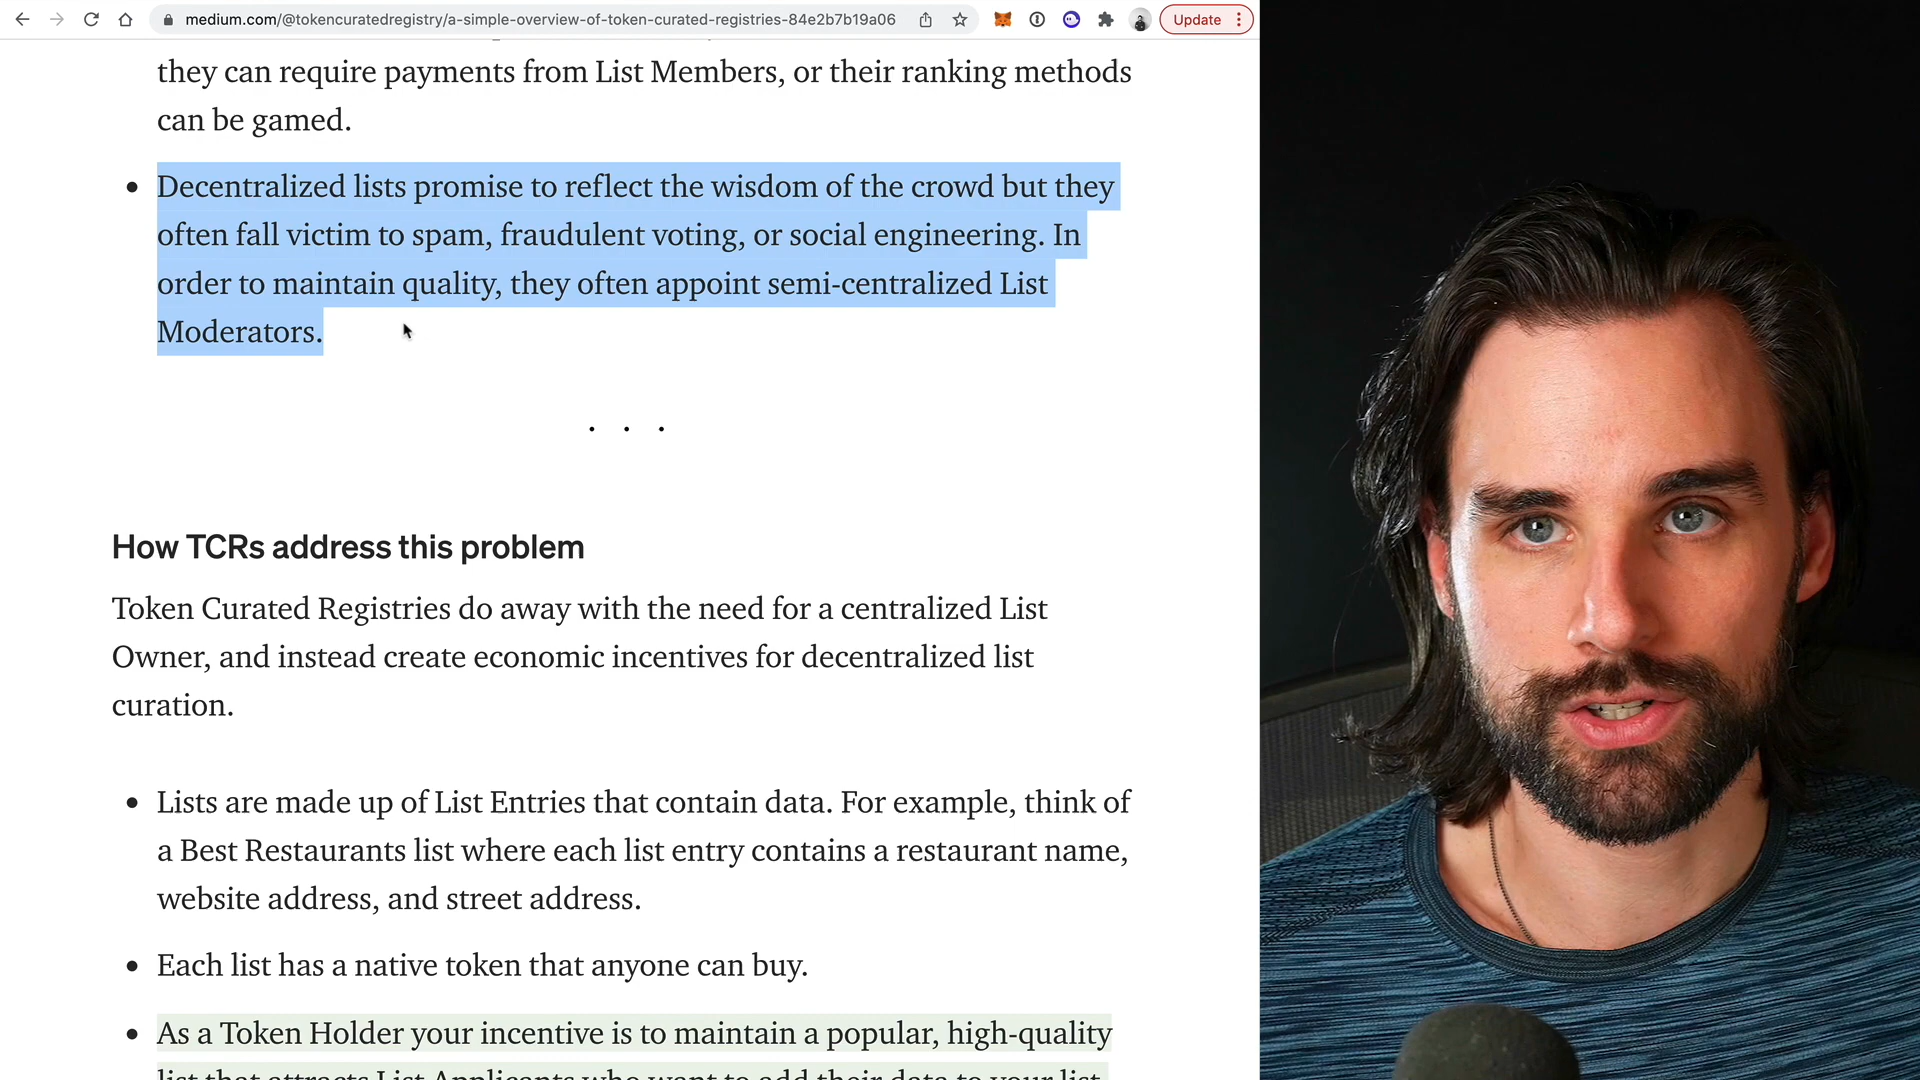 medium.com/@tokencuratedregistry/a-simple-overview-of-token-curated-registries-84e2b7b19a06
Update
they can require payments from List Members, or their ranking methods
can be gamed.
• Decentralized lists promise to reflect the wisdom of the crowd but they
often fall victim to spam, fraudulent voting, or social engineering. In
order to maintain quality, they often appoint semi-centralized List
Moderators.
. . .
How TCRs address this problem
Token Curated Registries do away with the need for a centralized List
Owner, and instead create economic incentives for decentralized list
curation.
• Lists are made up of List Entries that contain data. For example, think of
a Best Restaurants list where each list entry contains a restaurant name,
website address, and street address.
• Each list has a native token that anyone can buy.
• As a Token Holder your incentive is to maintain a popular, high-quality
list that attracts List Applicants who want to add their data to your list.